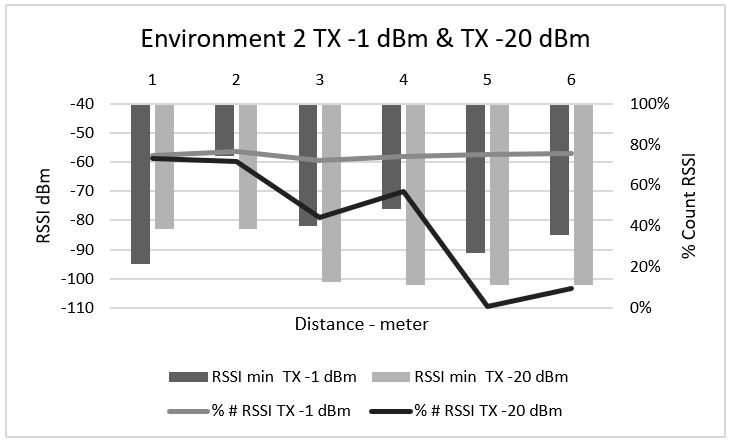 Environment 2 TX -1 dBm & TX -20 dBm
1 2 3 4 5 6
-40 100%
-50
80%
-60
60%
-70
-80
40%
-90
20%
-100
-110 0%
RSSI dBm
% Count RSSI
Distance - meter
RSSI min TX -1 dBm RSSI min TX -20 dBm
% # RSSI TX -1 dBm % # RSSI TX -20 dBm